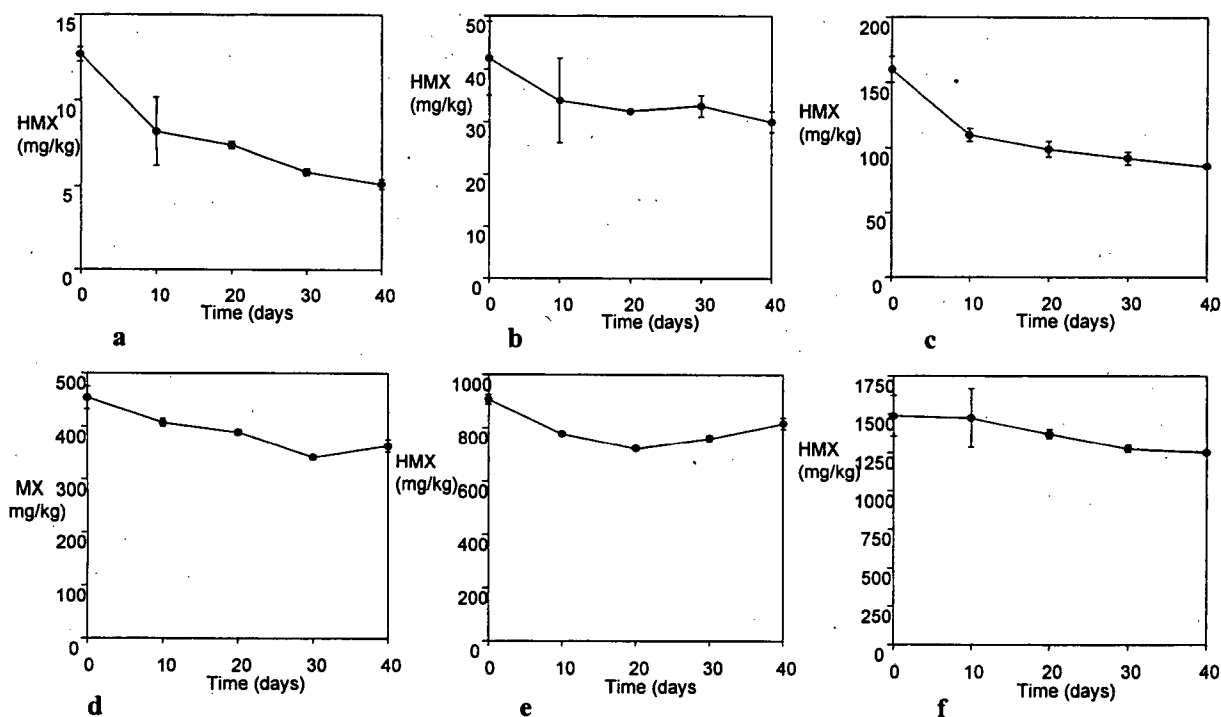 15
10
HMX
(mg/kg)
5
0
0 10 20 30 40
Time (days
a
50
40
HMX
(mg/kg)
30
20
10
0
0 10 20 30 40
Time (days)
b
200
150
HMX
(mg/kg)
100
50
0
0 10 20 30 40
Time (days)
c
500
400
300
MX
mg/kg)
200
100
0
0 10 20 30 40
Time (days)
d
1000
800
HMX
(mg/kg)
600
400
200
0
0 10 20 30 40
Time (days
e
1750
1500
HMX
1250
(mg/kg)
1000
750
500
250
0
0 10 20 30 40
Time (days
f